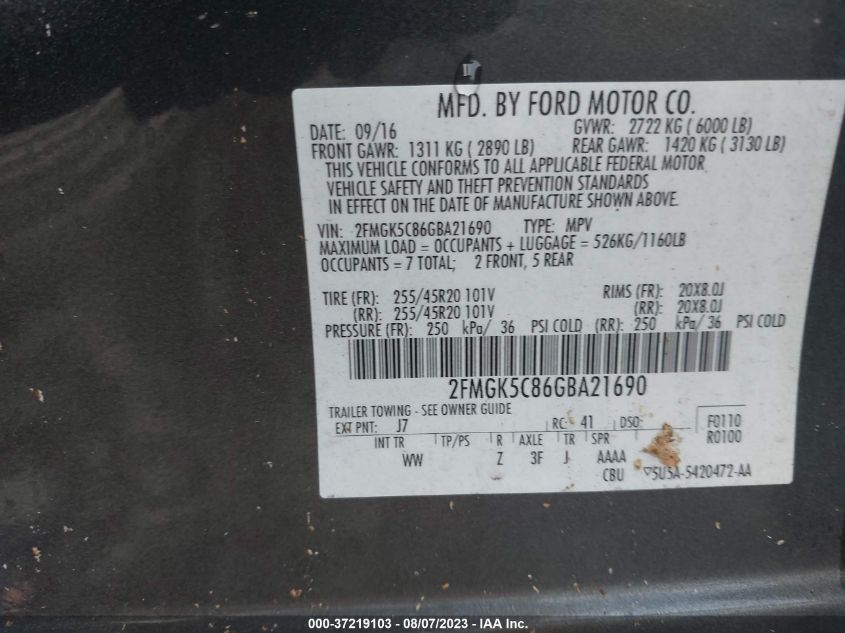 MFD. BY FORD MOTOR CO.
DATE: 09/16 GVWR: 2722 KG ( 6000 LB)
FRONT GAWR: 1311 KG ( 2890 LB) REAR GAWR: 1420 KG ( 3130 LB)
THIS VEHICLE CONFORMS TO ALL APPLICABLE FEDERAL MOTOR
VEHICLE SAFETY AND THEFT PREVENTION STANDARDS
IN EFFECT ON THE DATE OF MANUFACTURE SHOWN ABOVE.
VIN: 2FMGK5C86GBA21690 TYPE: MPV
MAXIMUM LOAD = OCCUPANTS + LUGGAGE = 526KG/1160LB
OCCUPANTS = 7 TOTAL; 2 FRONT, 5 REAR
TIRE (FR): 255/45R20 101V RIMS (FR): 20X8.0J
(RR): 255/45R20 101V (RR): 20X8.0J
PRESSURE (FR): 250 kPa/ 36 PSI COLD (RR): 250 kPa/ 36 PSI COLD
2FMGK5C86GBA21690
TRAILER TOWING - SEE OWNER GUIDE
EXT PNT: J7 RC: 41 DSO: F0110
INT TR TP/PS R AXLE TR SPR R0100
WW Z 3F J AAAA
CBU 5U5A-5420472-AA
000-37219103 - 08/07/2023 - IAA Inc.